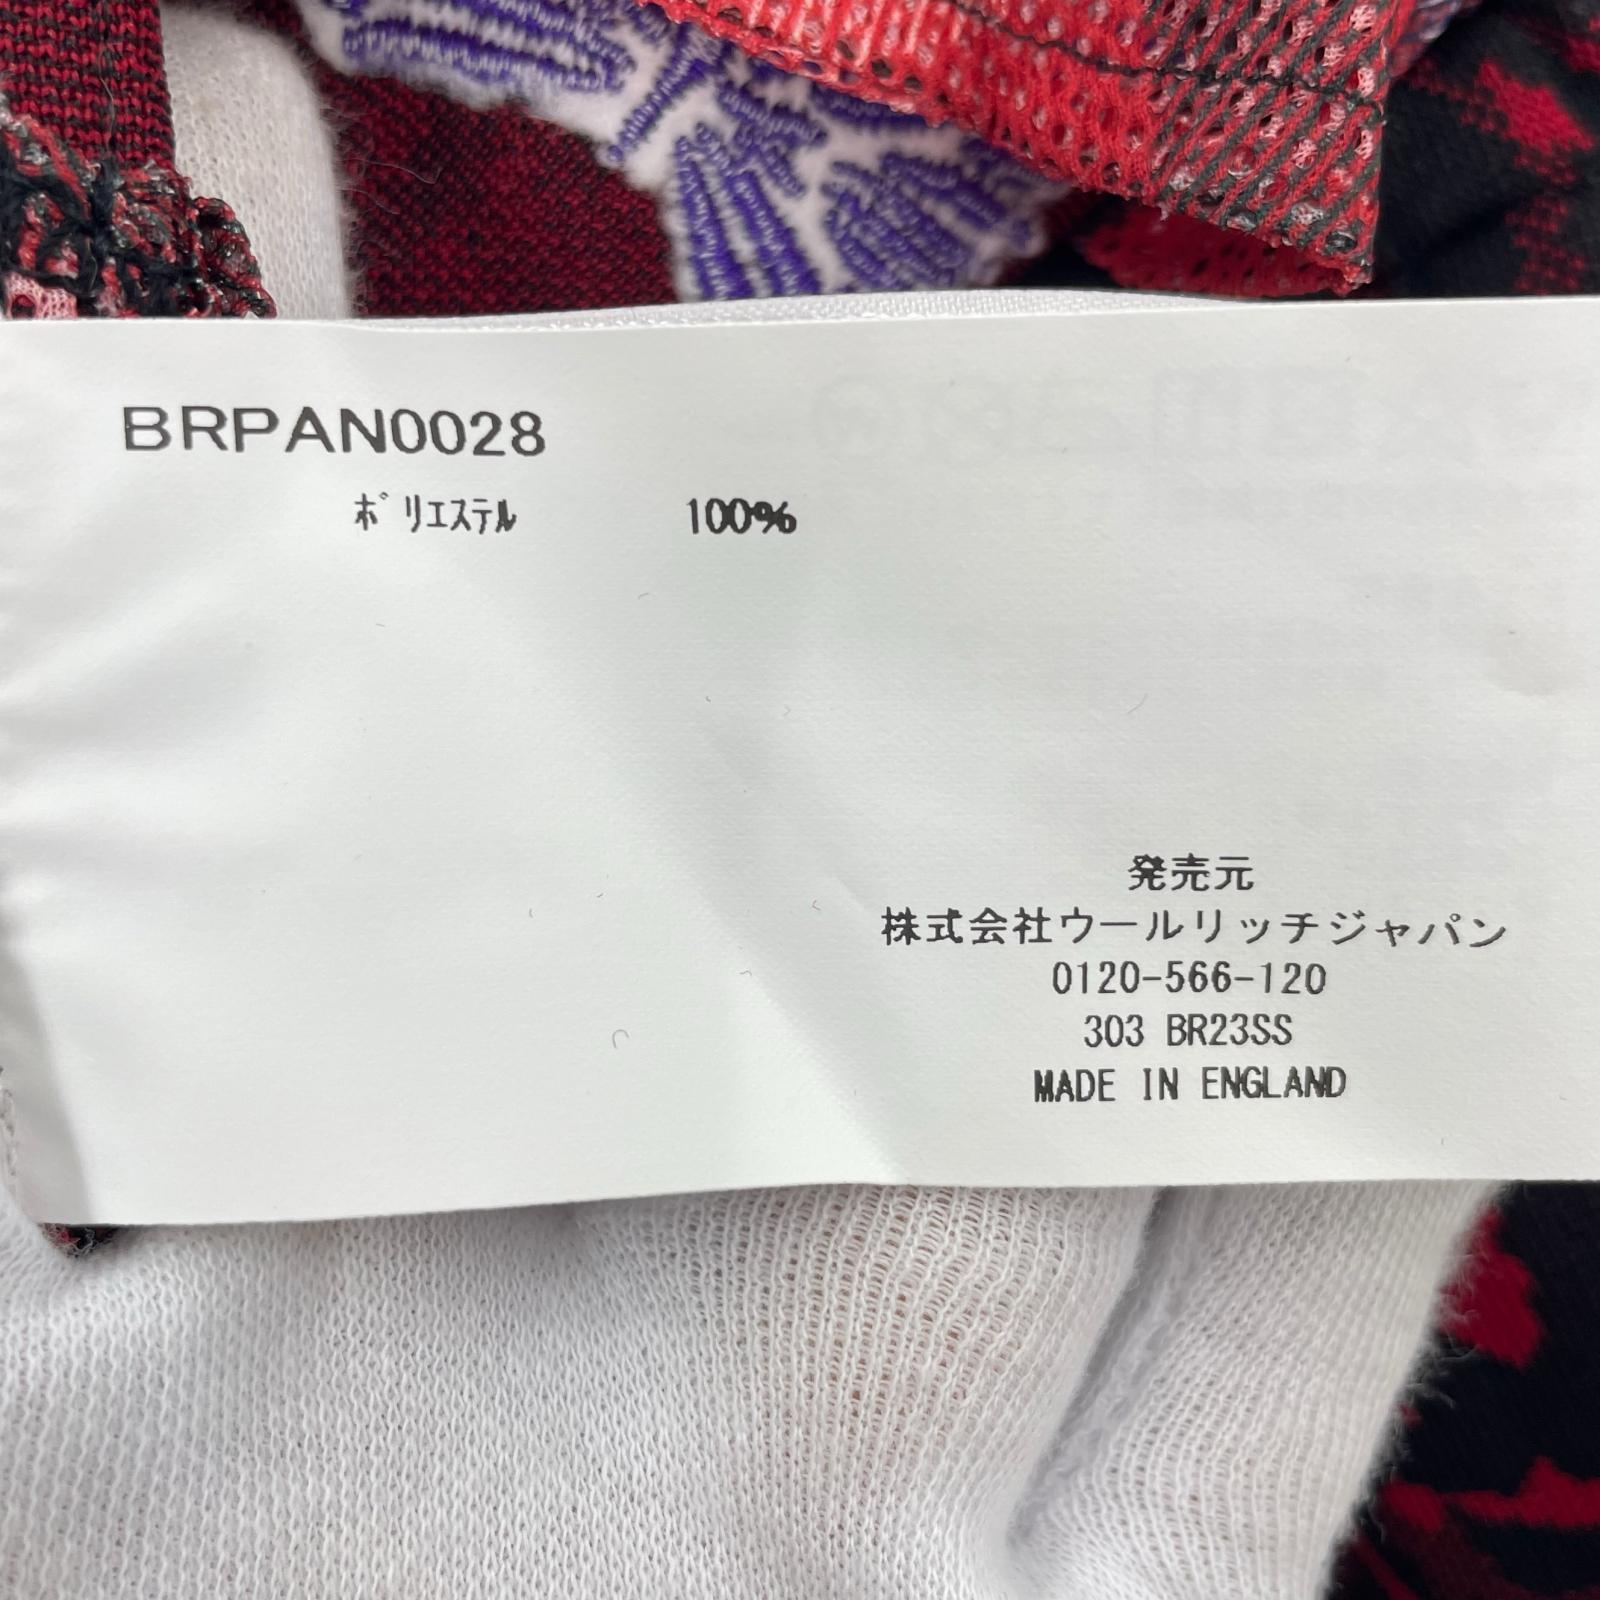 BRPAN0028
ﾎﾟﾘｴｽﾃﾙ 100%
発売元
株式会社ウールリッチジャパン
0120-566-120
303 BR23SS
MADE IN ENGLAND